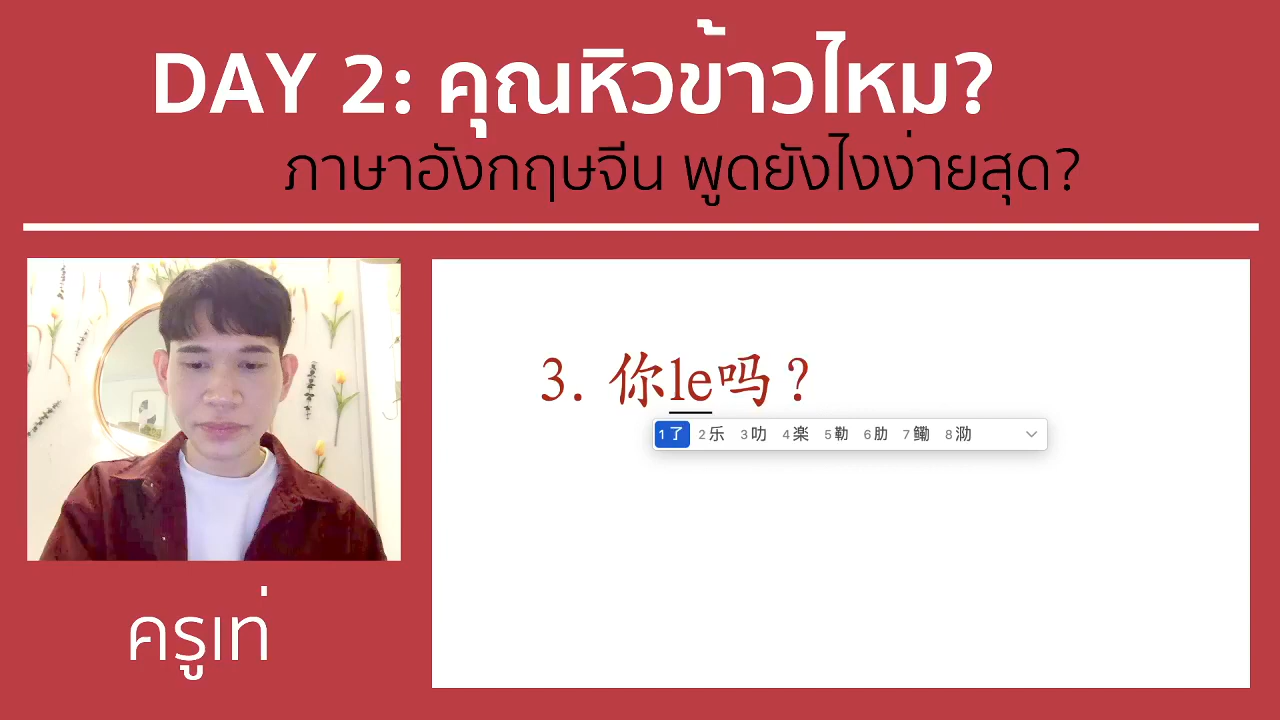 DAY 2: คุณหิวข้าวไหม?
ภาษาอังกฤษจีน พูดยังไงง่ายสุด?
3. 你le吗？
1 了 2 乐 3 叻 4 楽 5 勒 6 肋 7 鳓 8 泐
ครูเท่